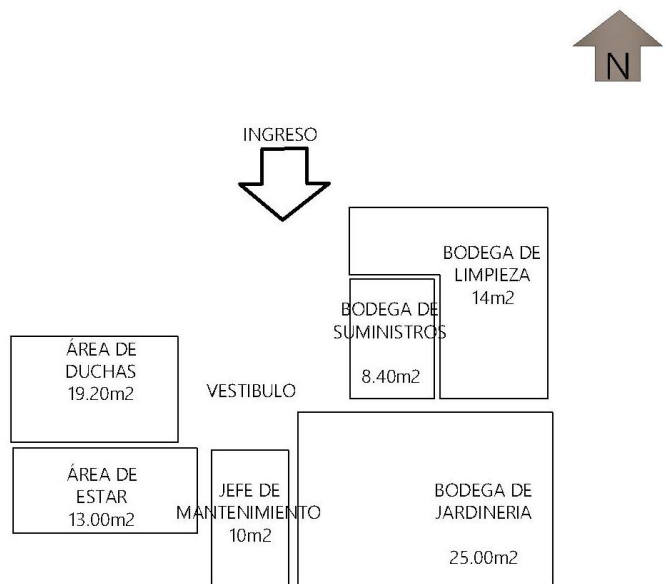 N
INGRESO
BODEGA DE
LIMPIEZA
14m2
BODEGA DE
SUMINISTROS
8.40m2
ÁREA DE
DUCHAS
19.20m2
VESTIBULO
ÁREA DE
ESTAR
13.00m2
JEFE DE
MANTENIMIENTO
10m2
BODEGA DE
JARDINERIA
25.00m2